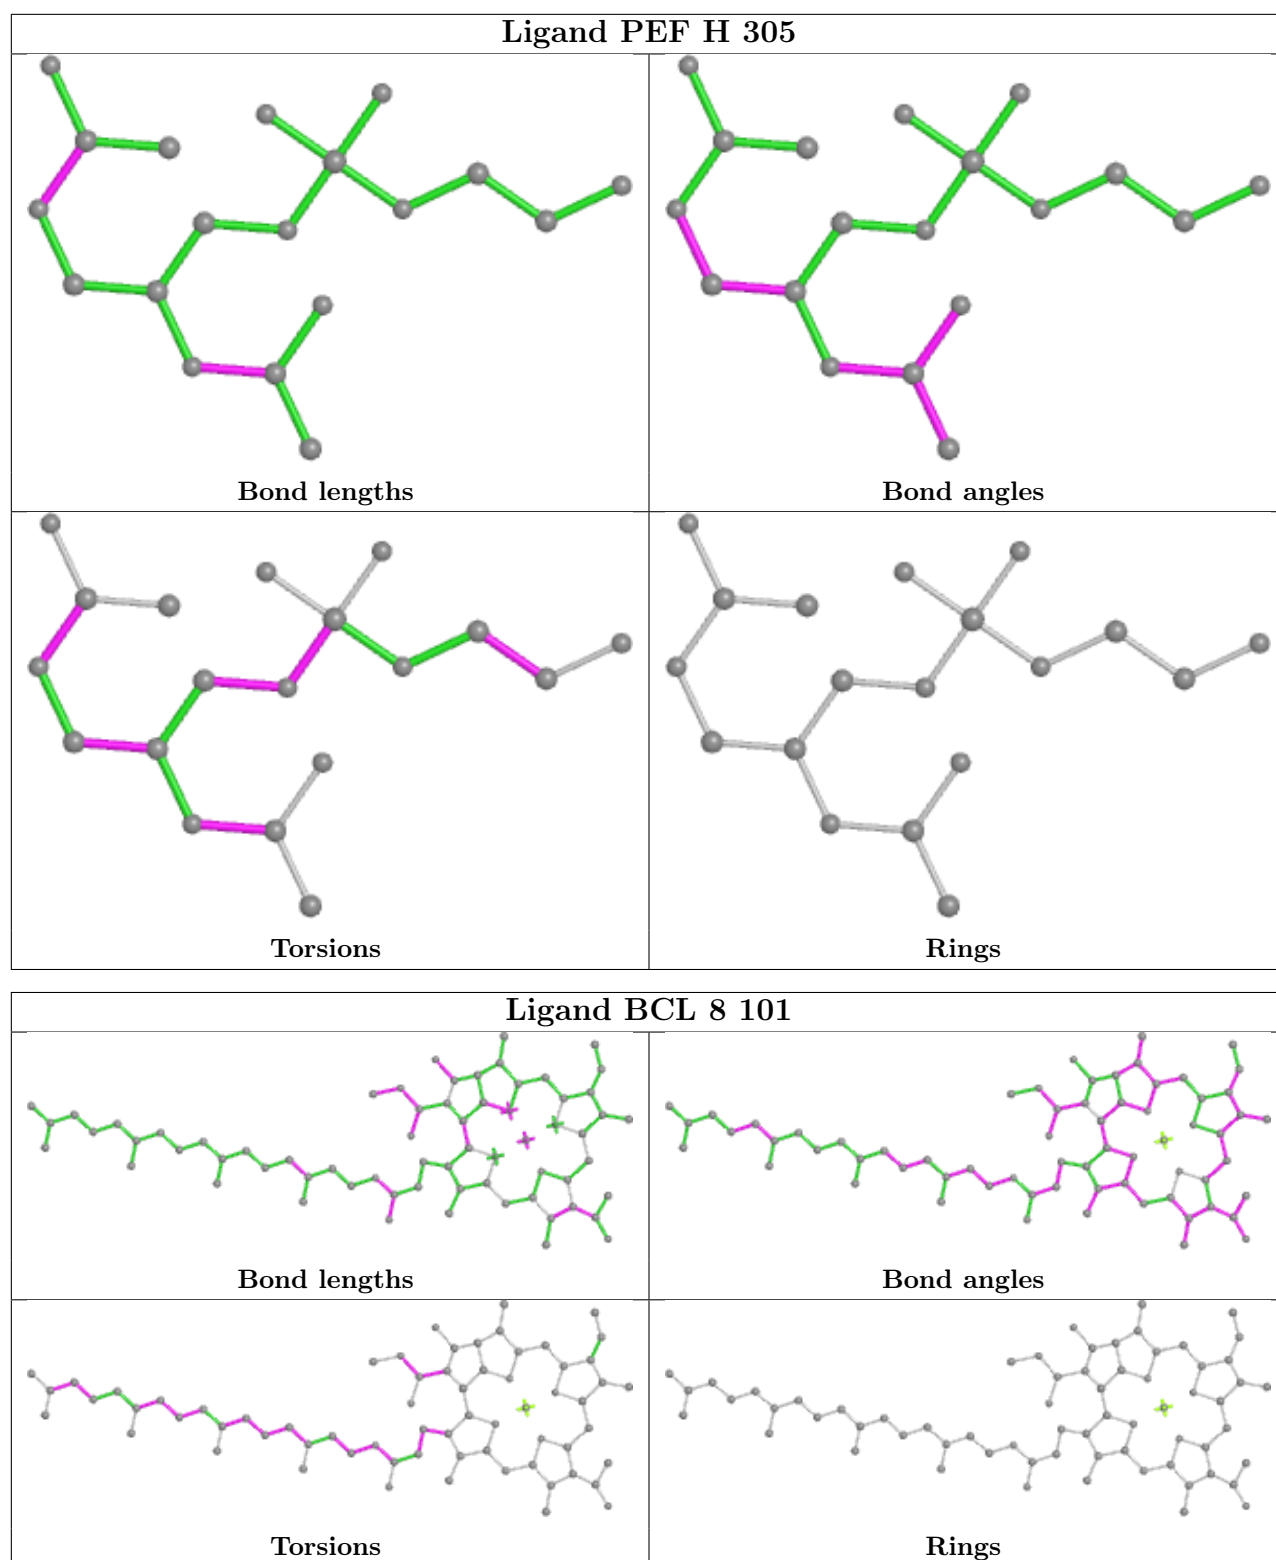 Ligand PEF H 305
Bond lengths
Bond angles
Torsions
Rings
Ligand BCL 8 101
Bond lengths
Bond angles
Torsions
Rings